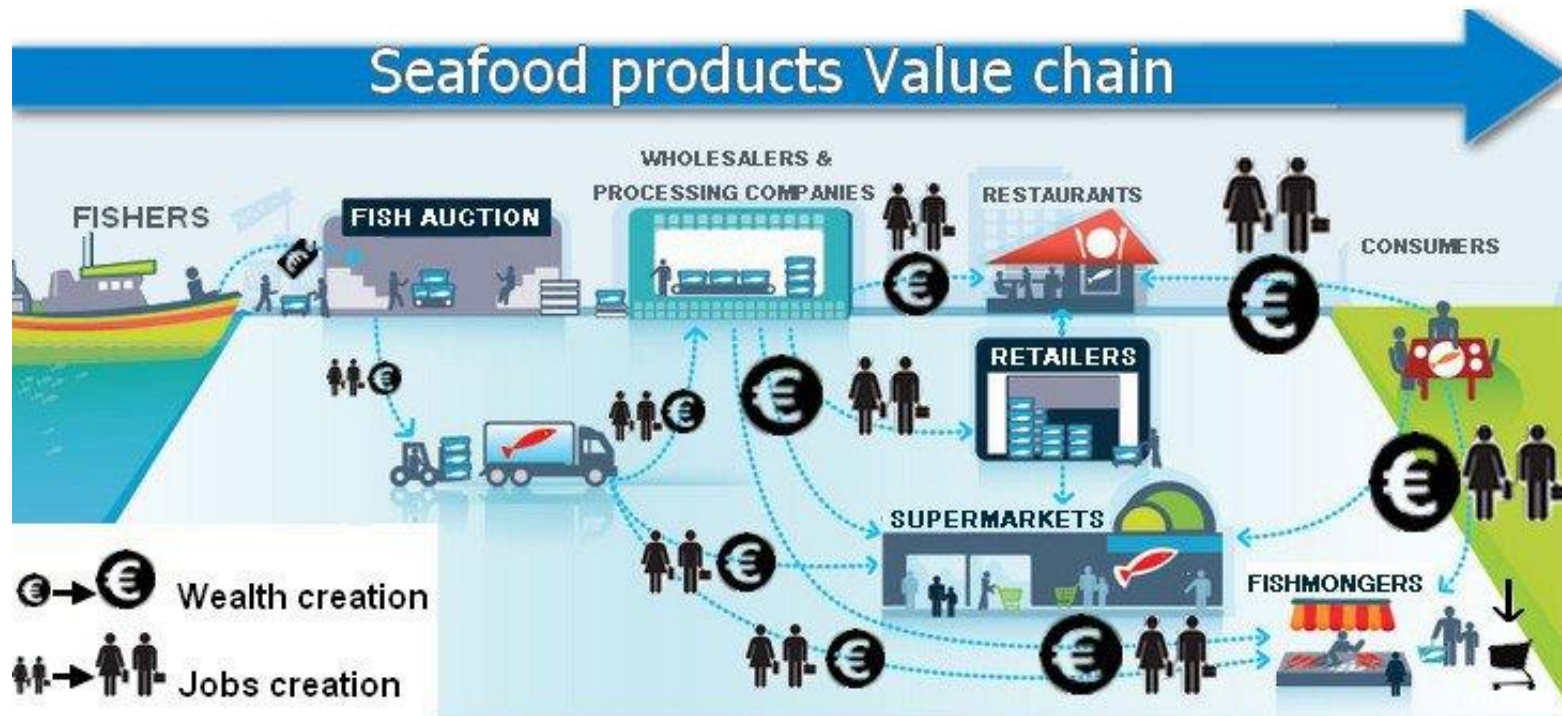 Seafood products Value chain
WHOLESALERS &
PROCESSING COMPANIES
RESTAURANTS
FISHERS
FISH AUCTION
CONSUMERS
€
€
€
€
€
RETAILERS
€
€
SUPERMARKETS
€
FISHMONGERS
€
€
€ € Wealth creation
Jobs creation